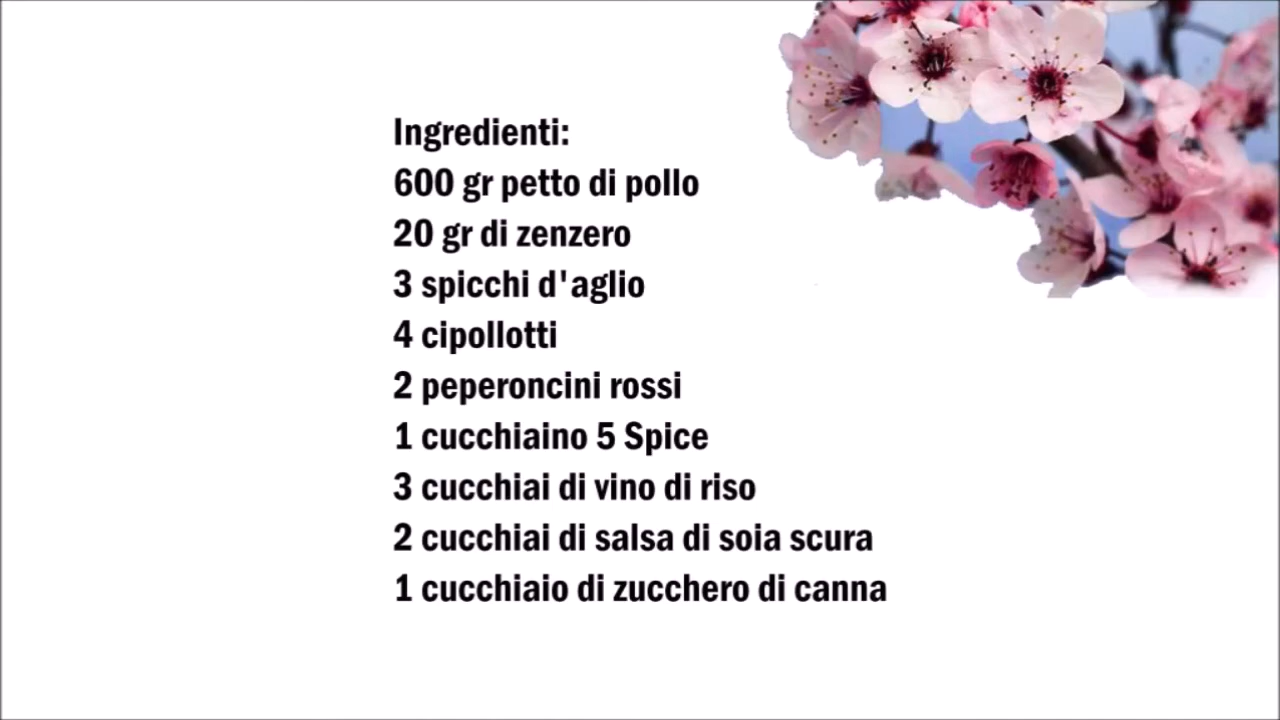 Ingredienti:
600 gr petto di pollo
20 gr di zenzero
3 spicchi d'aglio
4 cipollotti
2 peperoncini rossi
1 cucchiaino 5 Spice
3 cucchiai di vino di riso
2 cucchiai di salsa di soia scura
1 cucchiaio di zucchero di canna